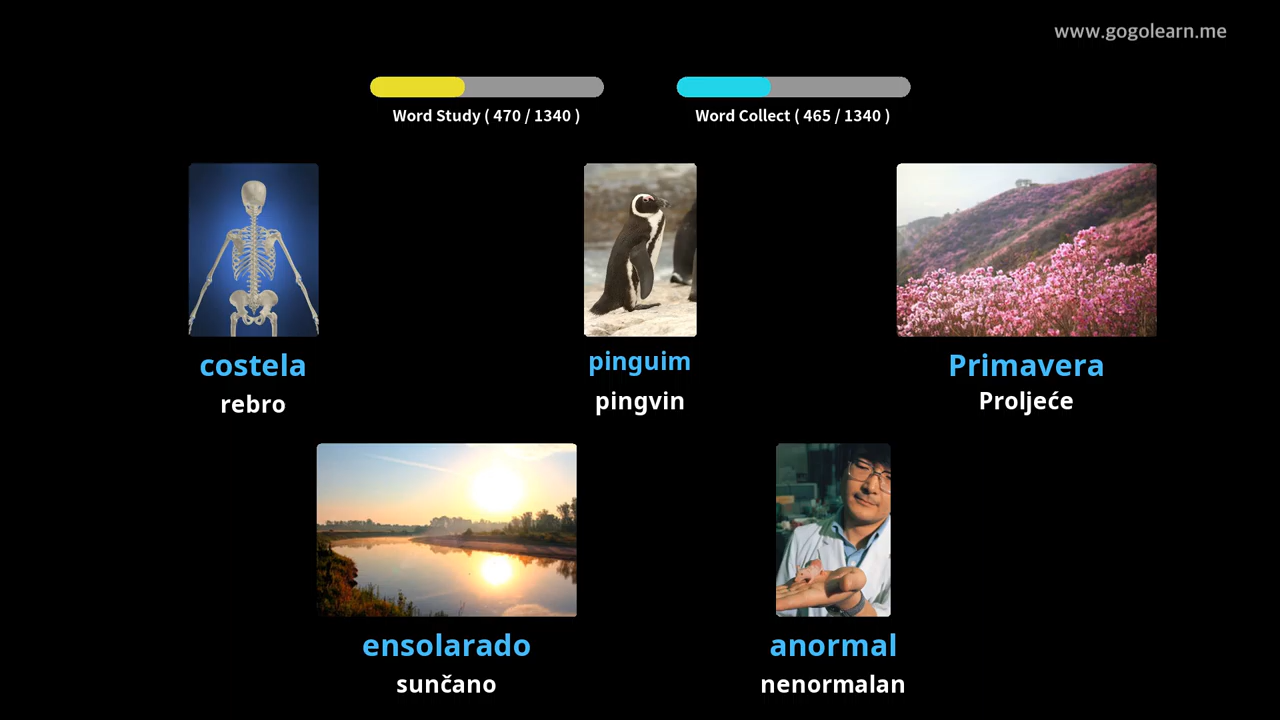 www.gogolearn.me
Word Study ( 470 / 1340 )
Word Collect ( 465 / 1340 )
costela
rebro
pinguim
pingvin
Primavera
Proljeće
ensolarado
sunčano
anormal
nenormalan